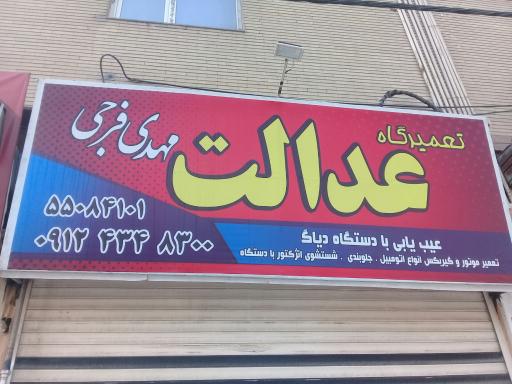 تعمیرگاه
عدالت
مهدی فرجی
عیب یابی با دستگاه دیاگ
تعمیر موتور و گیربکس انواع اتومبیل . جلوبندی . شستشوی انژکتور با دستگاه
۵۵۰۸۴۱۰۱
۰۹۱۲ ۴۳۴ ۸۳۰۰